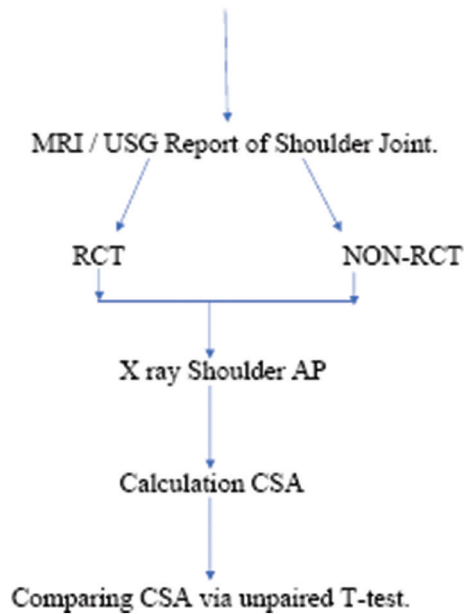 MRI / USG Report of Shoulder Joint.
RCT NON-RCT
X ray Shoulder AP
Calculation CSA
Comparing CSA via unpaired T-test.